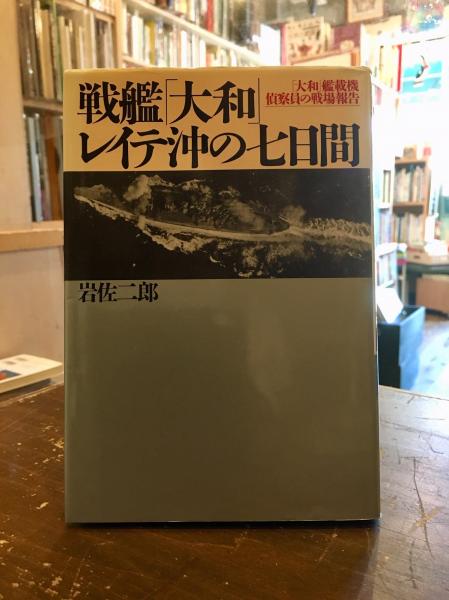 戦艦「大和」
レイテ沖の七日間
「大和」艦載機
偵察員の戦場報告
岩佐二郎